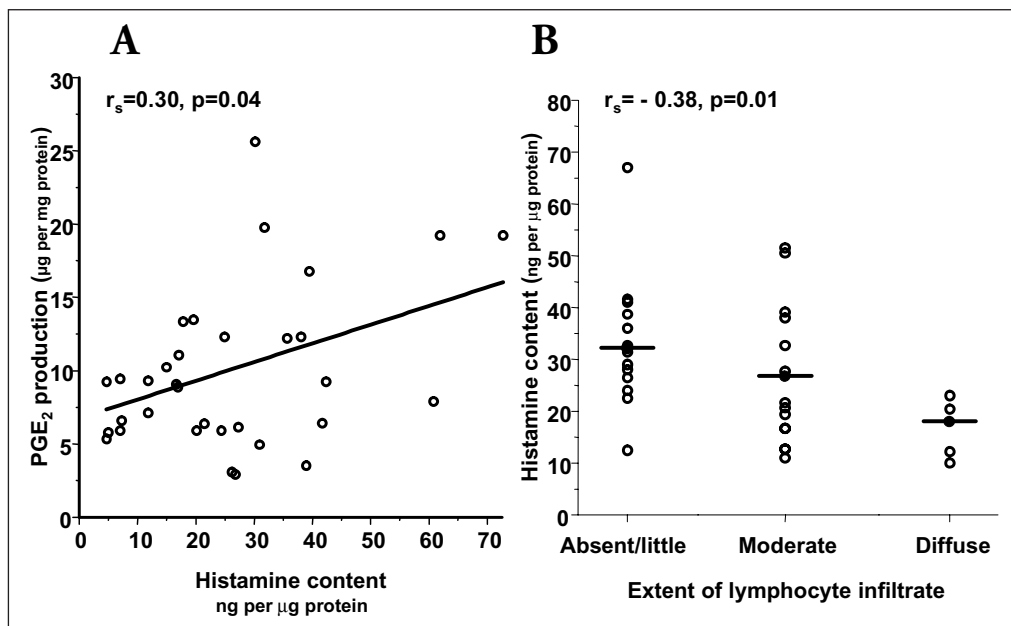 A
30
25
20
15
10
5
0
r_s=0.30, p=0.04
PGE₂ production (µg per mg protein)
0 10 20 30 40 50 60 70
Histamine content
ng per µg protein
B
80
70
60
50
40
30
20
10
0
r_s= - 0.38, p=0.01
Histamine content (ng per µg protein)
Absent/little Moderate Diffuse
Extent of lymphocyte infiltrate